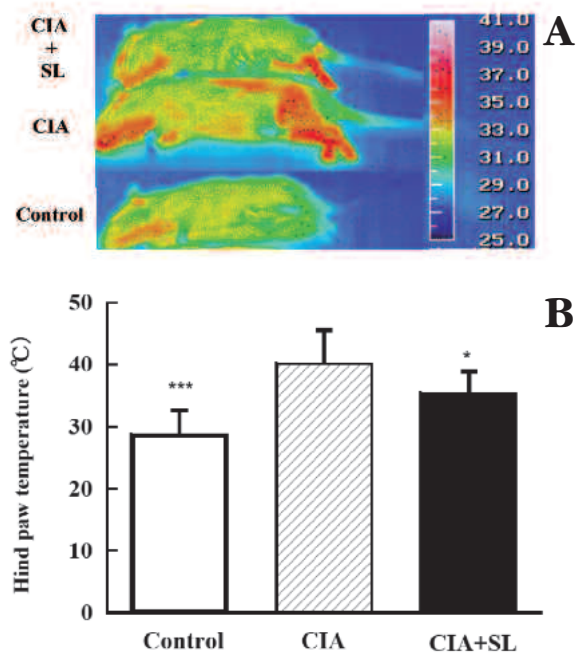 CIA
+
SL
CIA
Control
41.0
39.0
37.0
35.0
33.0
31.0
29.0
27.0
25.0
A
B
Hind paw temperature (℃)
50
40
30
20
10
0
***
*
Control
CIA
CIA+SL